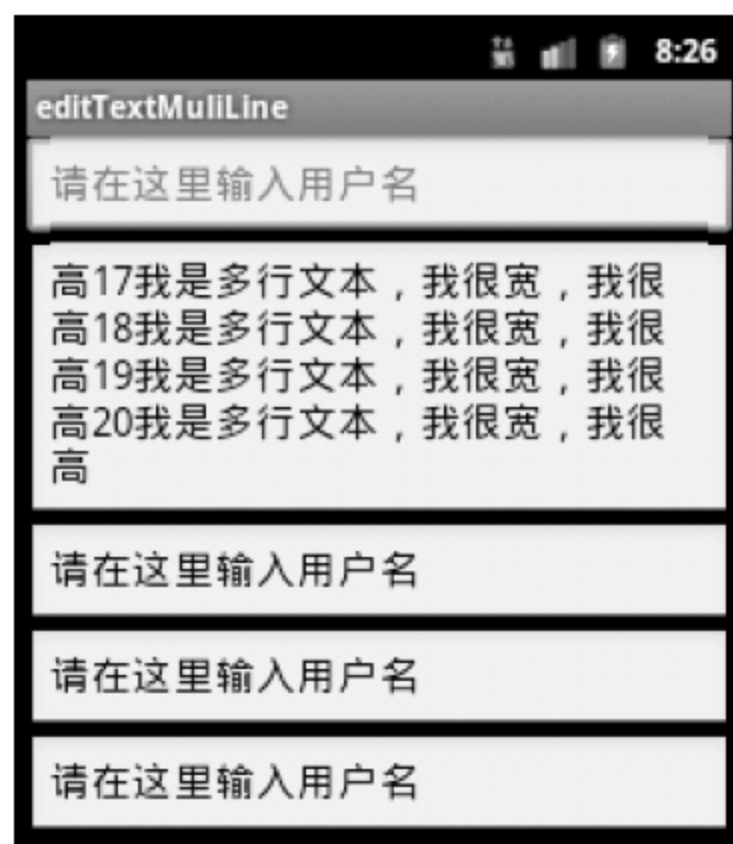 8:26
editTextMuliLine
请在这里输入用户名
高17我是多行文本，我很宽，我很
高18我是多行文本，我很宽，我很
高19我是多行文本，我很宽，我很
高20我是多行文本，我很宽，我很
高
请在这里输入用户名
请在这里输入用户名
请在这里输入用户名